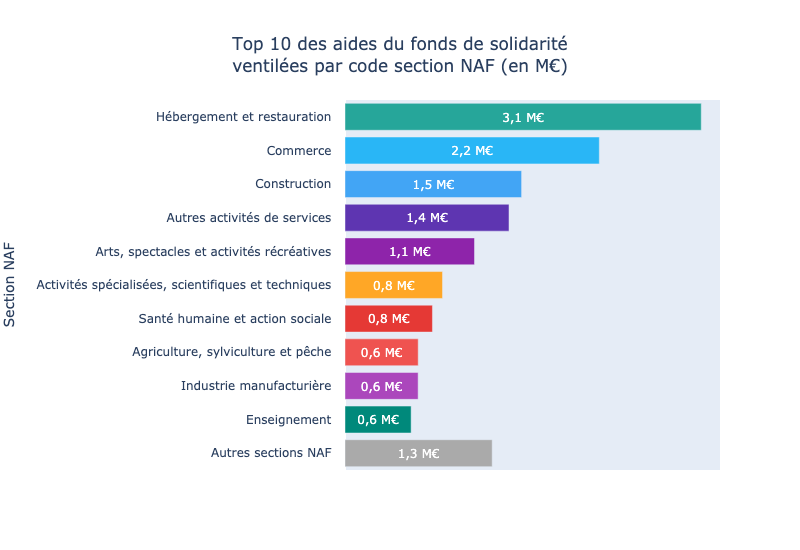 Top 10 des aides du fonds de solidarité
ventilées par code section NAF (en M€)
Section NAF
Hébergement et restauration 3,1 M€
Commerce 2,2 M€
Construction 1,5 M€
Autres activités de services 1,4 M€
Arts, spectacles et activités récréatives 1,1 M€
Activités spécialisées, scientifiques et techniques 0,8 M€
Santé humaine et action sociale 0,8 M€
Agriculture, sylviculture et pêche 0,6 M€
Industrie manufacturière 0,6 M€
Enseignement 0,6 M€
Autres sections NAF 1,3 M€